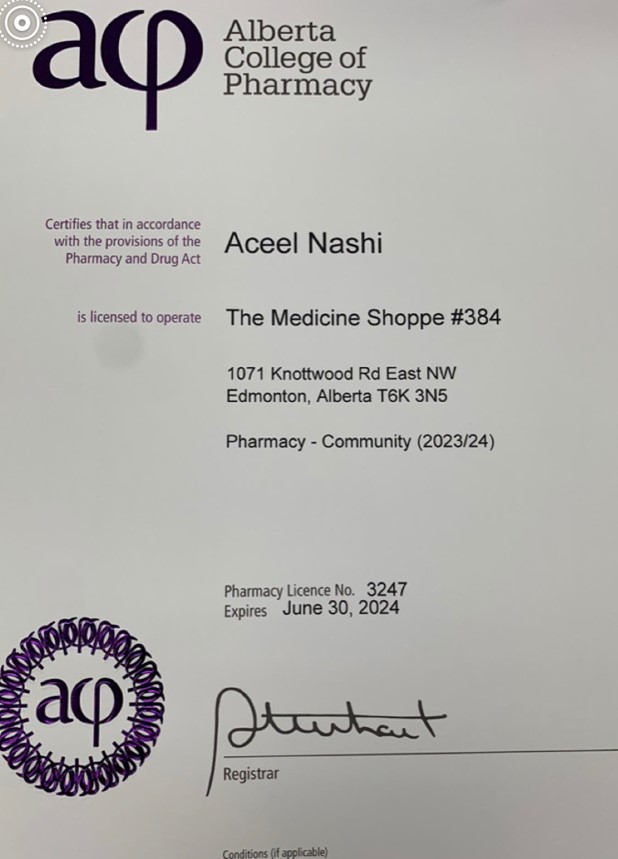 acp
Alberta
College of
Pharmacy
Certifies that in accordance
with the provisions of the
Pharmacy and Drug Act
Aceel Nashi
is licensed to operate
The Medicine Shoppe #384
1071 Knottwood Rd East NW
Edmonton, Alberta T6K 3N5
Pharmacy - Community (2023/24)
Pharmacy Licence No. 3247
Expires June 30, 2024
acp
Registrar
Conditions (if applicable)